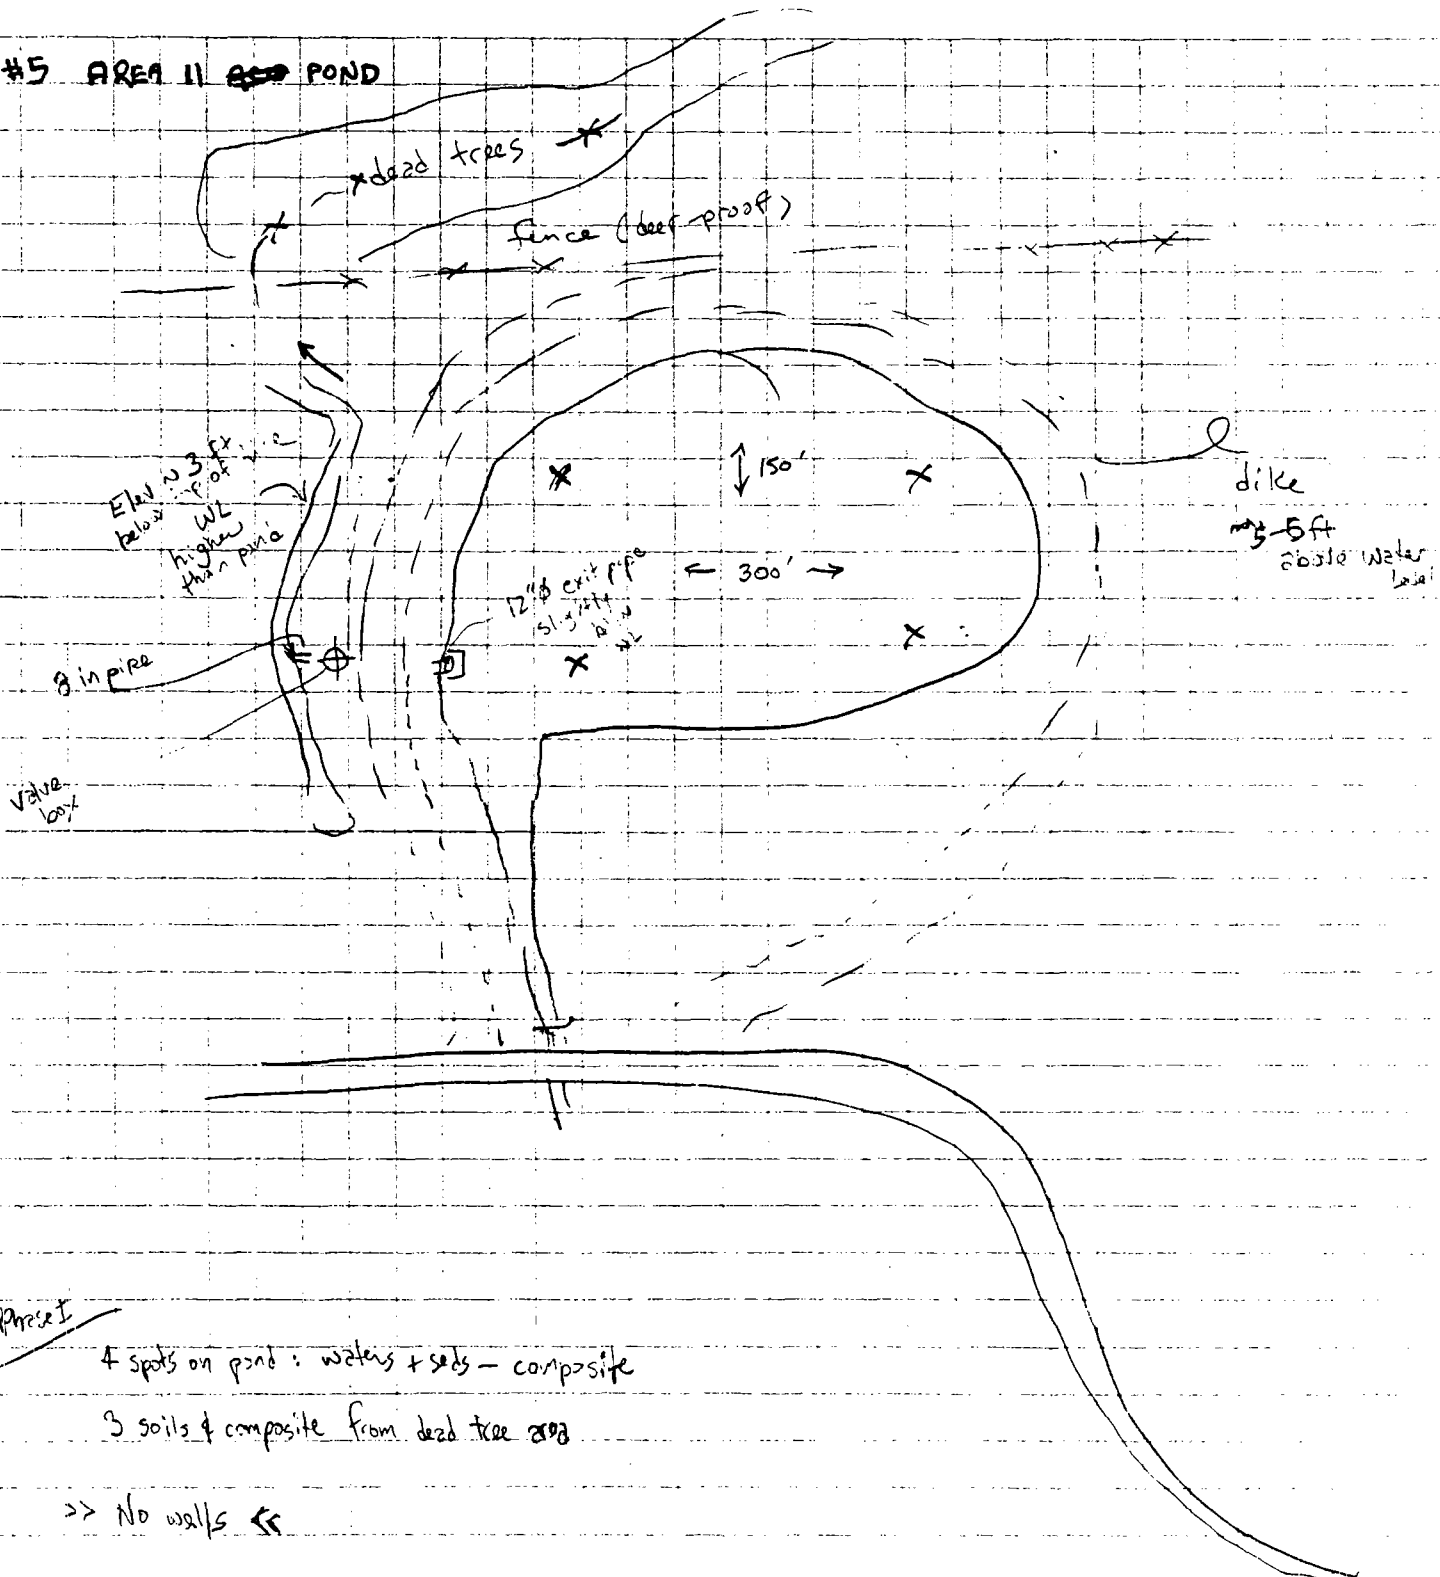 #5 AREA 11 POND
dead trees
fence (deer-proof)
Elev ~ 3 ft
below top of
WL
higher
than pond
150'
300'
12"ø exit pipe
slightly
WL
dike
5 ft
above water
level
8 in pipe
valve
box
Phase I
4 spots on pond : waters + seds - composite
3 soils & composite from dead tree area
>> No wells <<